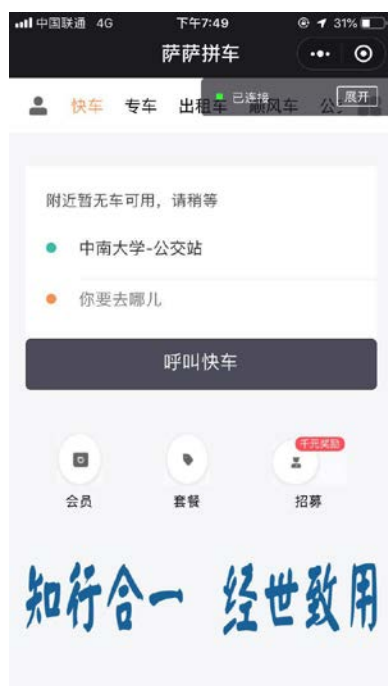 中国联通 4G 下午7:49 31%
萨萨拼车
快车 专车 出租车 顺风车 公
已连接 展开
附近暂无车可用，请稍等
中南大学-公交站
你要去哪儿
呼叫快车
千元奖励
会员 套餐 招募
知行合一 经世致用